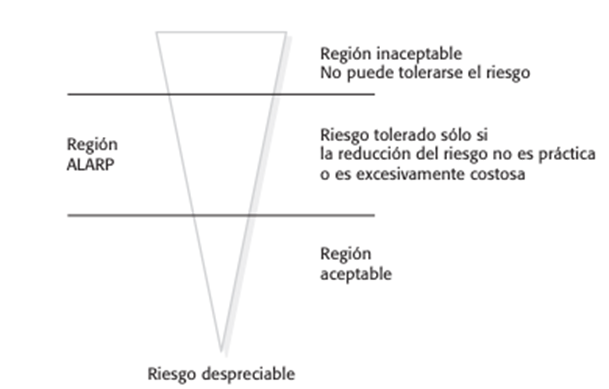 Región inaceptable
No puede tolerarse el riesgo
Región
ALARP
Riesgo tolerado sólo si
la reducción del riesgo no es práctica
o es excesivamente costosa
Región
aceptable
Riesgo despreciable